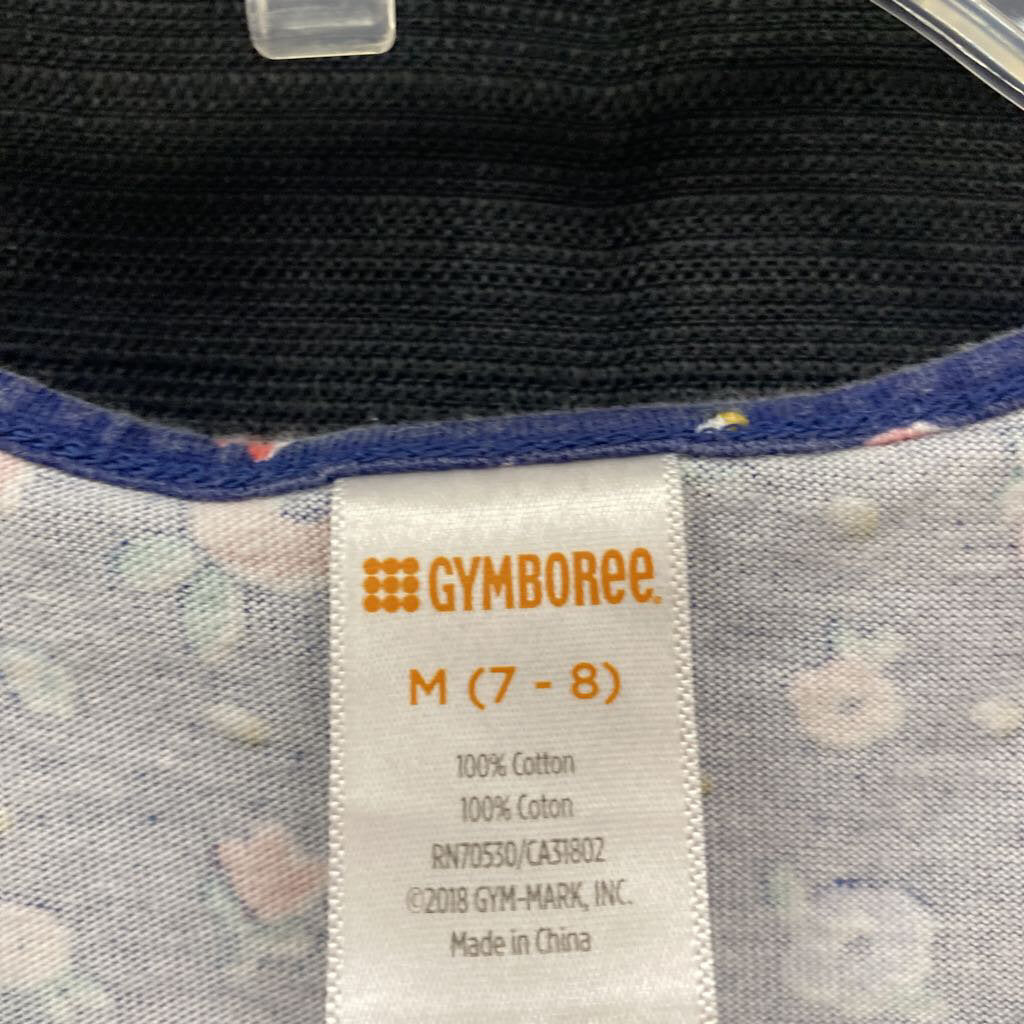 GYMBORee.
M (7 - 8)
100% Cotton
100% Coton
RN70530/CA31802
©2018 GYM-MARK, INC.
Made in China